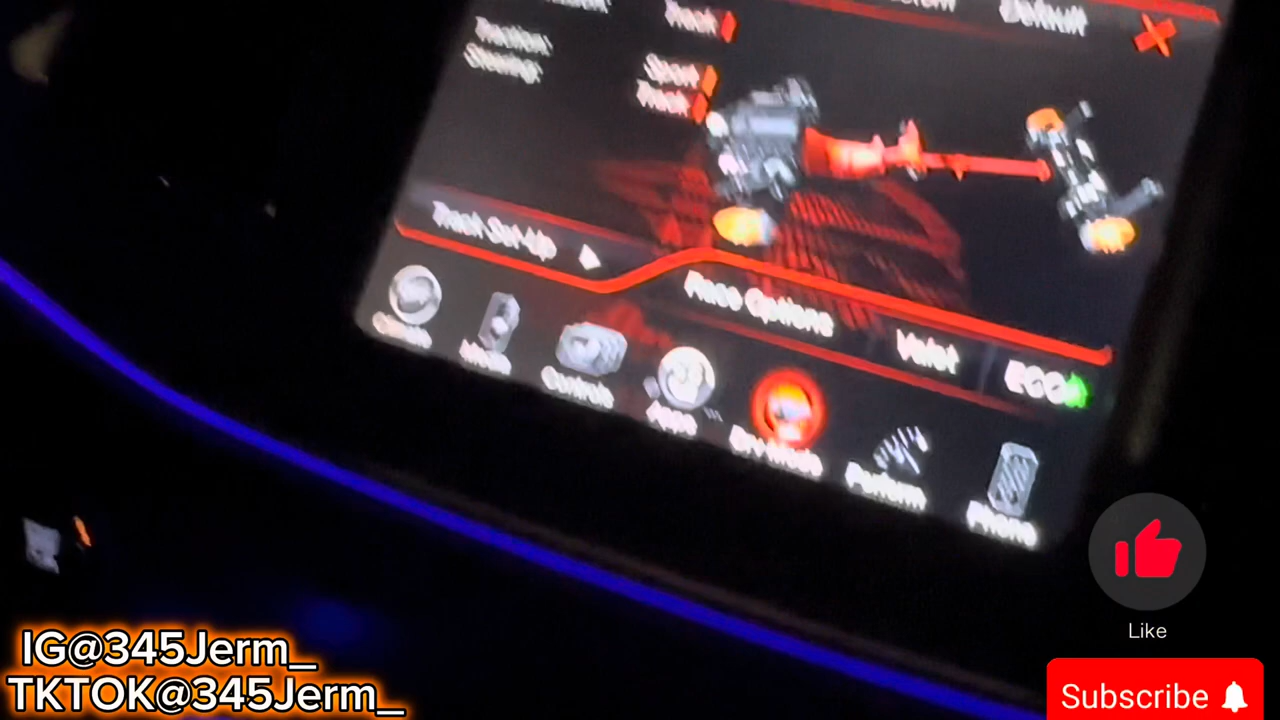 Track
Default
Traction:
Steering:
Sport
Track
Track Set-Up
Race Options
Valet
ECO
Climate
Media
Controls
Apps
Drv Mode
Perform
Phone
Like
IG@345Jerm_
TKTOK@345Jerm_
Subscribe